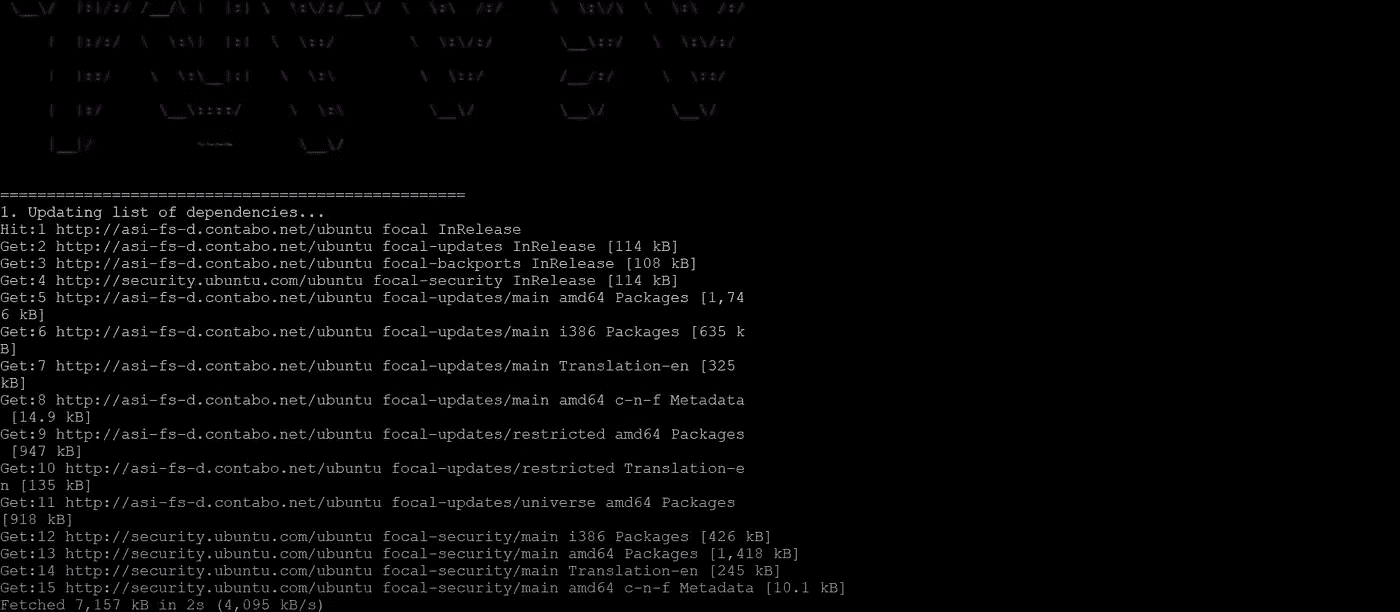 ==================================================
1. Updating list of dependencies...
Hit:1 http://asi-fs-d.contabo.net/ubuntu focal InRelease
Get:2 http://asi-fs-d.contabo.net/ubuntu focal-updates InRelease [114 kB]
Get:3 http://asi-fs-d.contabo.net/ubuntu focal-backports InRelease [108 kB]
Get:4 http://security.ubuntu.com/ubuntu focal-security InRelease [114 kB]
Get:5 http://asi-fs-d.contabo.net/ubuntu focal-updates/main amd64 Packages [1,74
6 kB]
Get:6 http://asi-fs-d.contabo.net/ubuntu focal-updates/main i386 Packages [635 k
B]
Get:7 http://asi-fs-d.contabo.net/ubuntu focal-updates/main Translation-en [325
kB]
Get:8 http://asi-fs-d.contabo.net/ubuntu focal-updates/main amd64 c-n-f Metadata
[14.9 kB]
Get:9 http://asi-fs-d.contabo.net/ubuntu focal-updates/restricted amd64 Packages
[947 kB]
Get:10 http://asi-fs-d.contabo.net/ubuntu focal-updates/restricted Translation-e
n [135 kB]
Get:11 http://asi-fs-d.contabo.net/ubuntu focal-updates/universe amd64 Packages
[918 kB]
Get:12 http://security.ubuntu.com/ubuntu focal-security/main i386 Packages [426 kB]
Get:13 http://security.ubuntu.com/ubuntu focal-security/main amd64 Packages [1,418 kB]
Get:14 http://security.ubuntu.com/ubuntu focal-security/main Translation-en [245 kB]
Get:15 http://security.ubuntu.com/ubuntu focal-security/main amd64 c-n-f Metadata [10.1 kB]
Fetched 7,157 kB in 2s (4,095 kB/s)